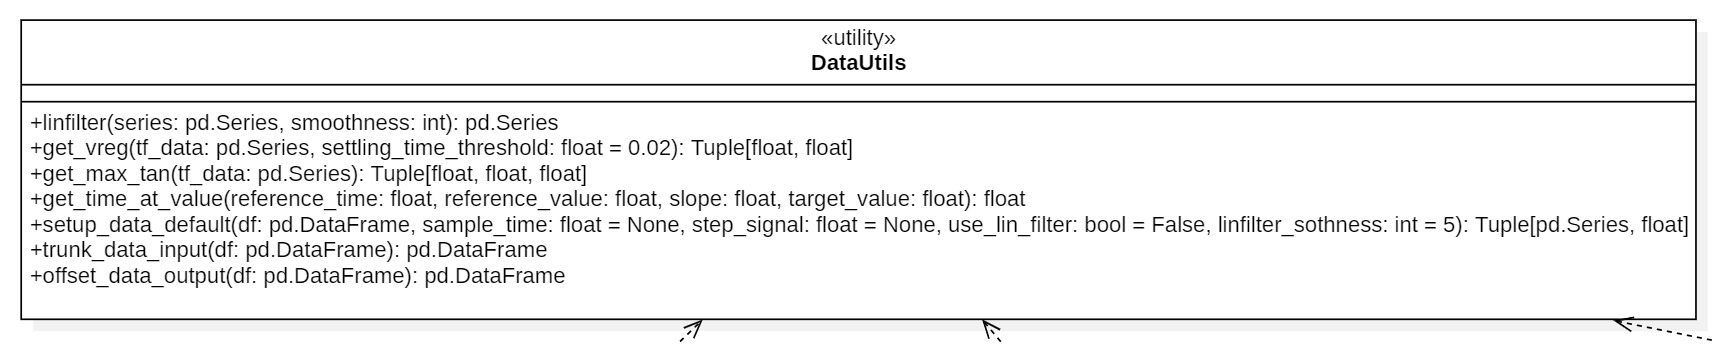 «utility»
DataUtils
+linfilter(series: pd.Series, smoothness: int): pd.Series
+get_vreg(tf_data: pd.Series, settling_time_threshold: float = 0.02): Tuple[float, float]
+get_max_tan(tf_data: pd.Series): Tuple[float, float, float]
+get_time_at_value(reference_time: float, reference_value: float, slope: float, target_value: float): float
+setup_data_default(df: pd.DataFrame, sample_time: float = None, step_signal: float = None, use_lin_filter: bool = False, linfilter_sothness: int = 5): Tuple[pd.Series, float]
+trunk_data_input(df: pd.DataFrame): pd.DataFrame
+offset_data_output(df: pd.DataFrame): pd.DataFrame